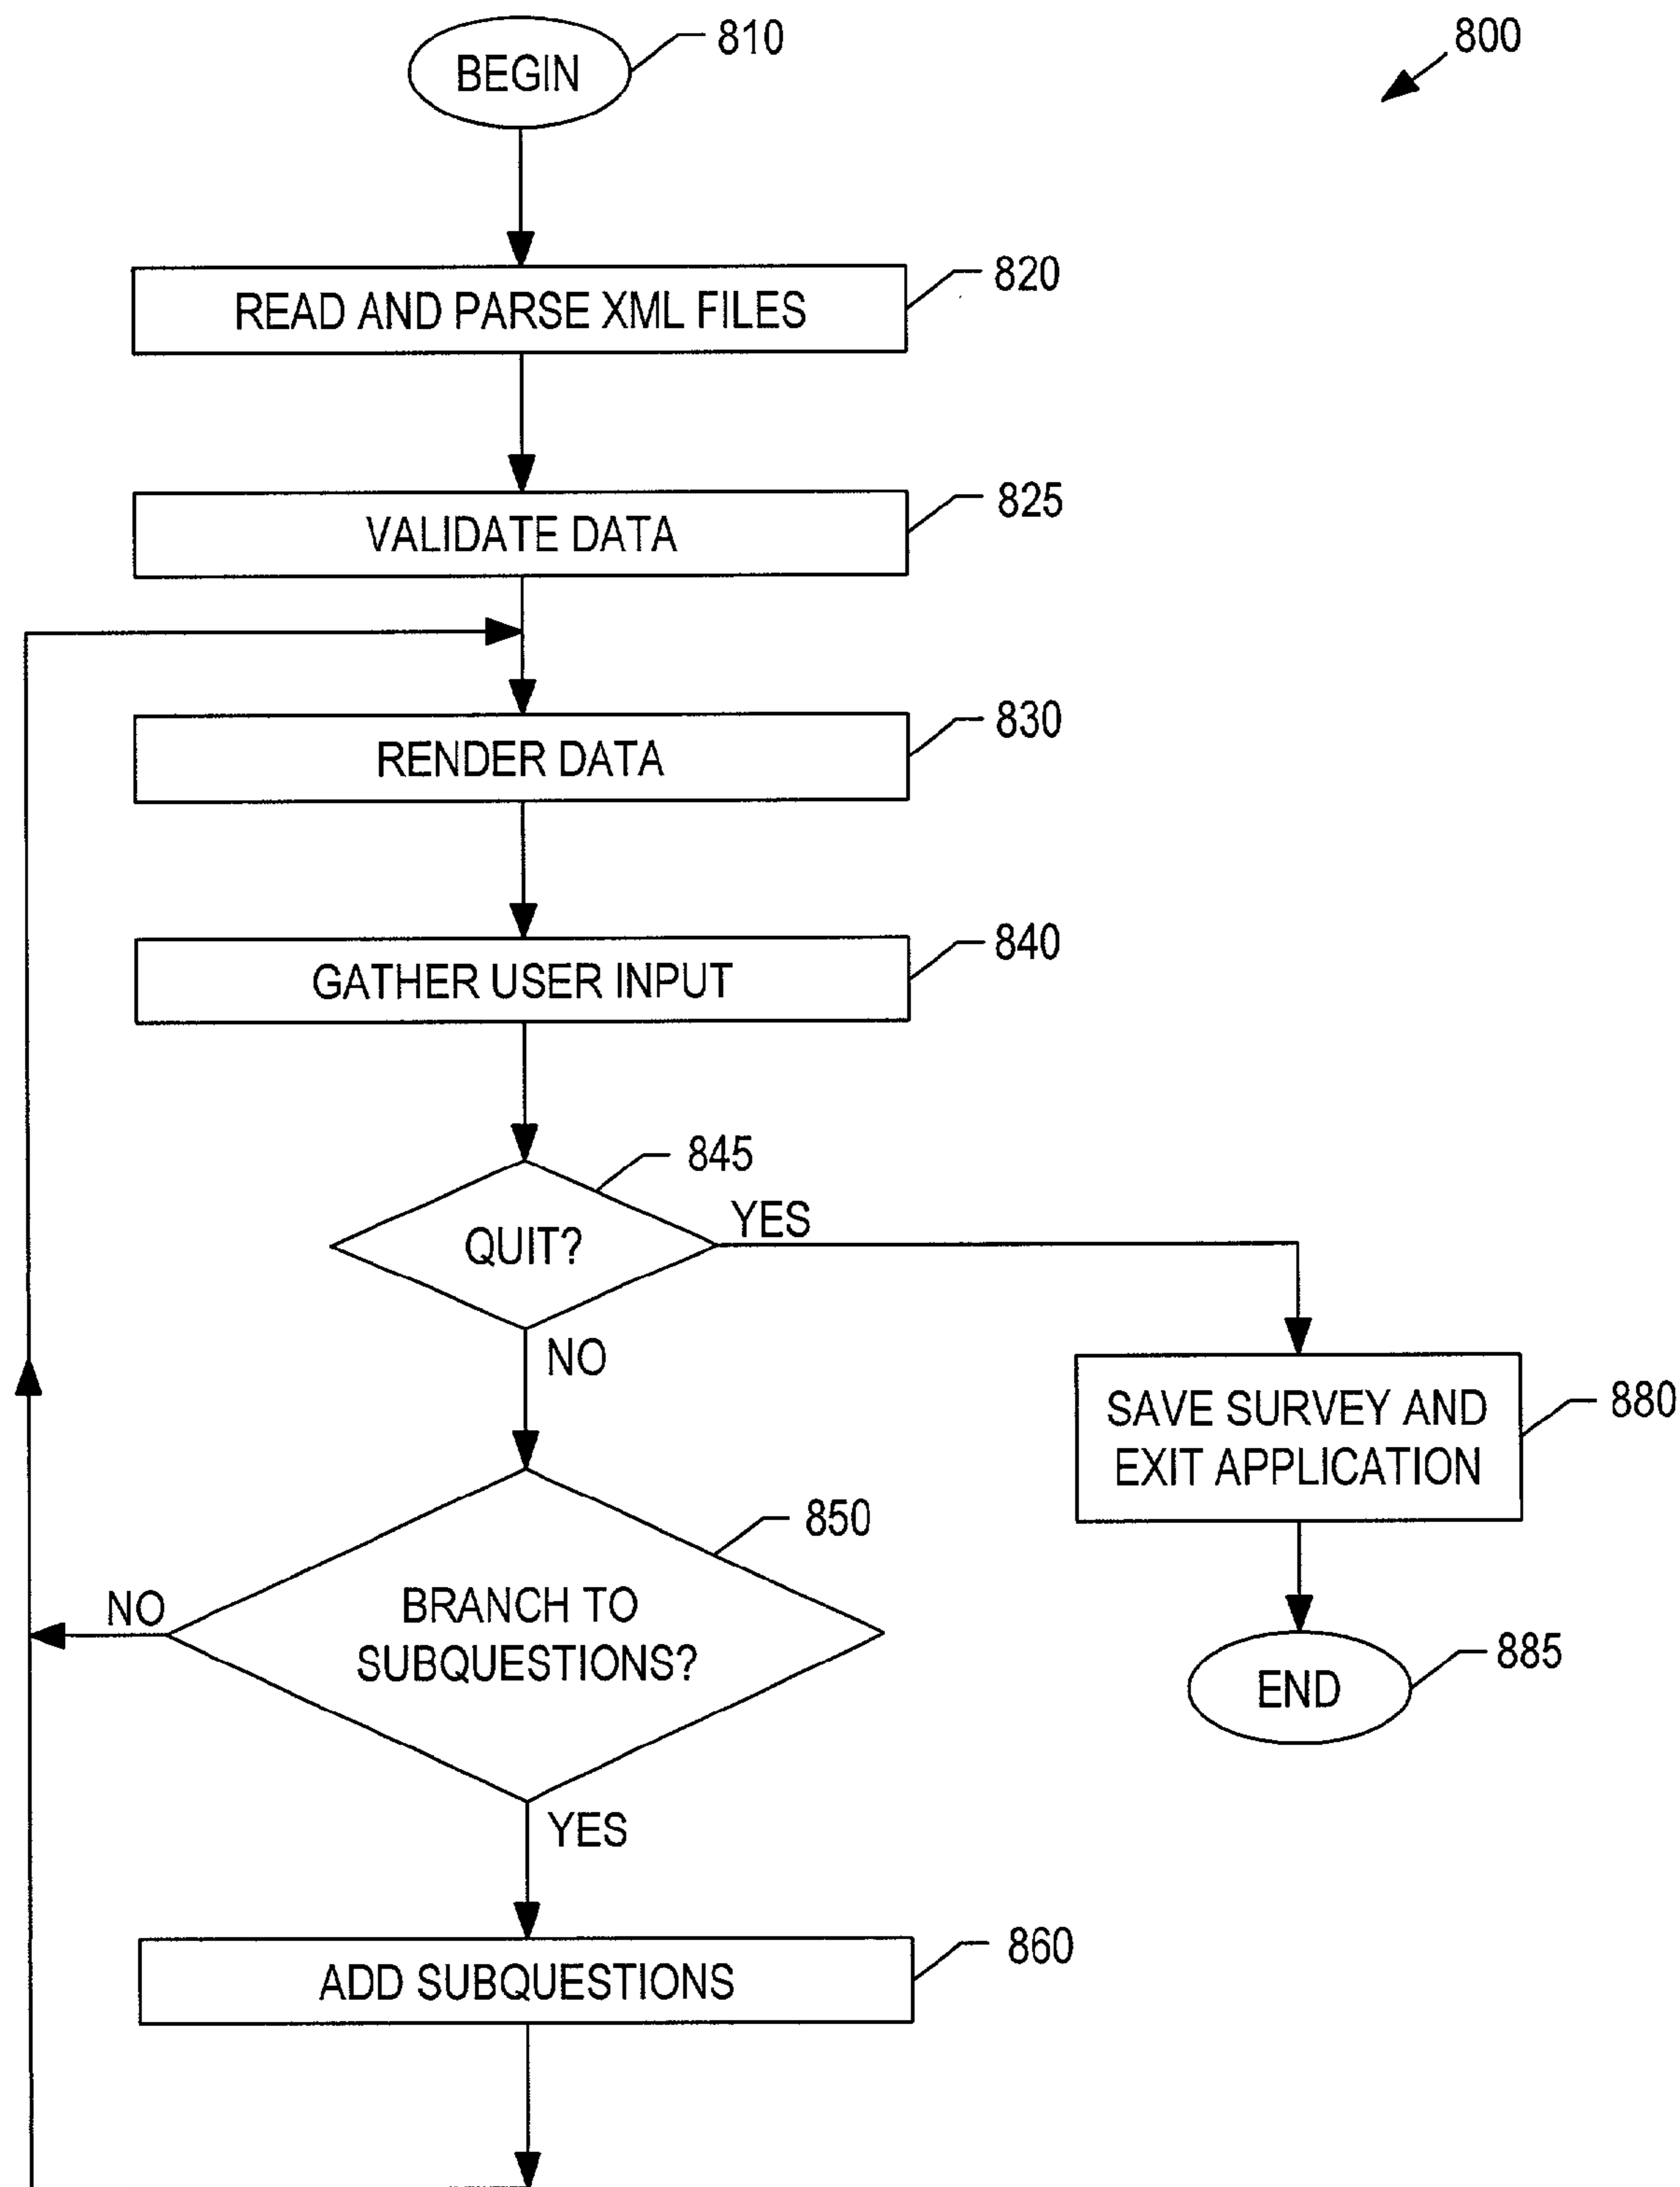 810
800
BEGIN
820
READ AND PARSE XML FILES
825
VALIDATE DATA
830
RENDER DATA
840
GATHER USER INPUT
845
YES
QUIT?
NO
880
SAVE SURVEY AND
EXIT APPLICATION
850
NO
BRANCH TO
SUBQUESTIONS?
885
END
YES
860
ADD SUBQUESTIONS